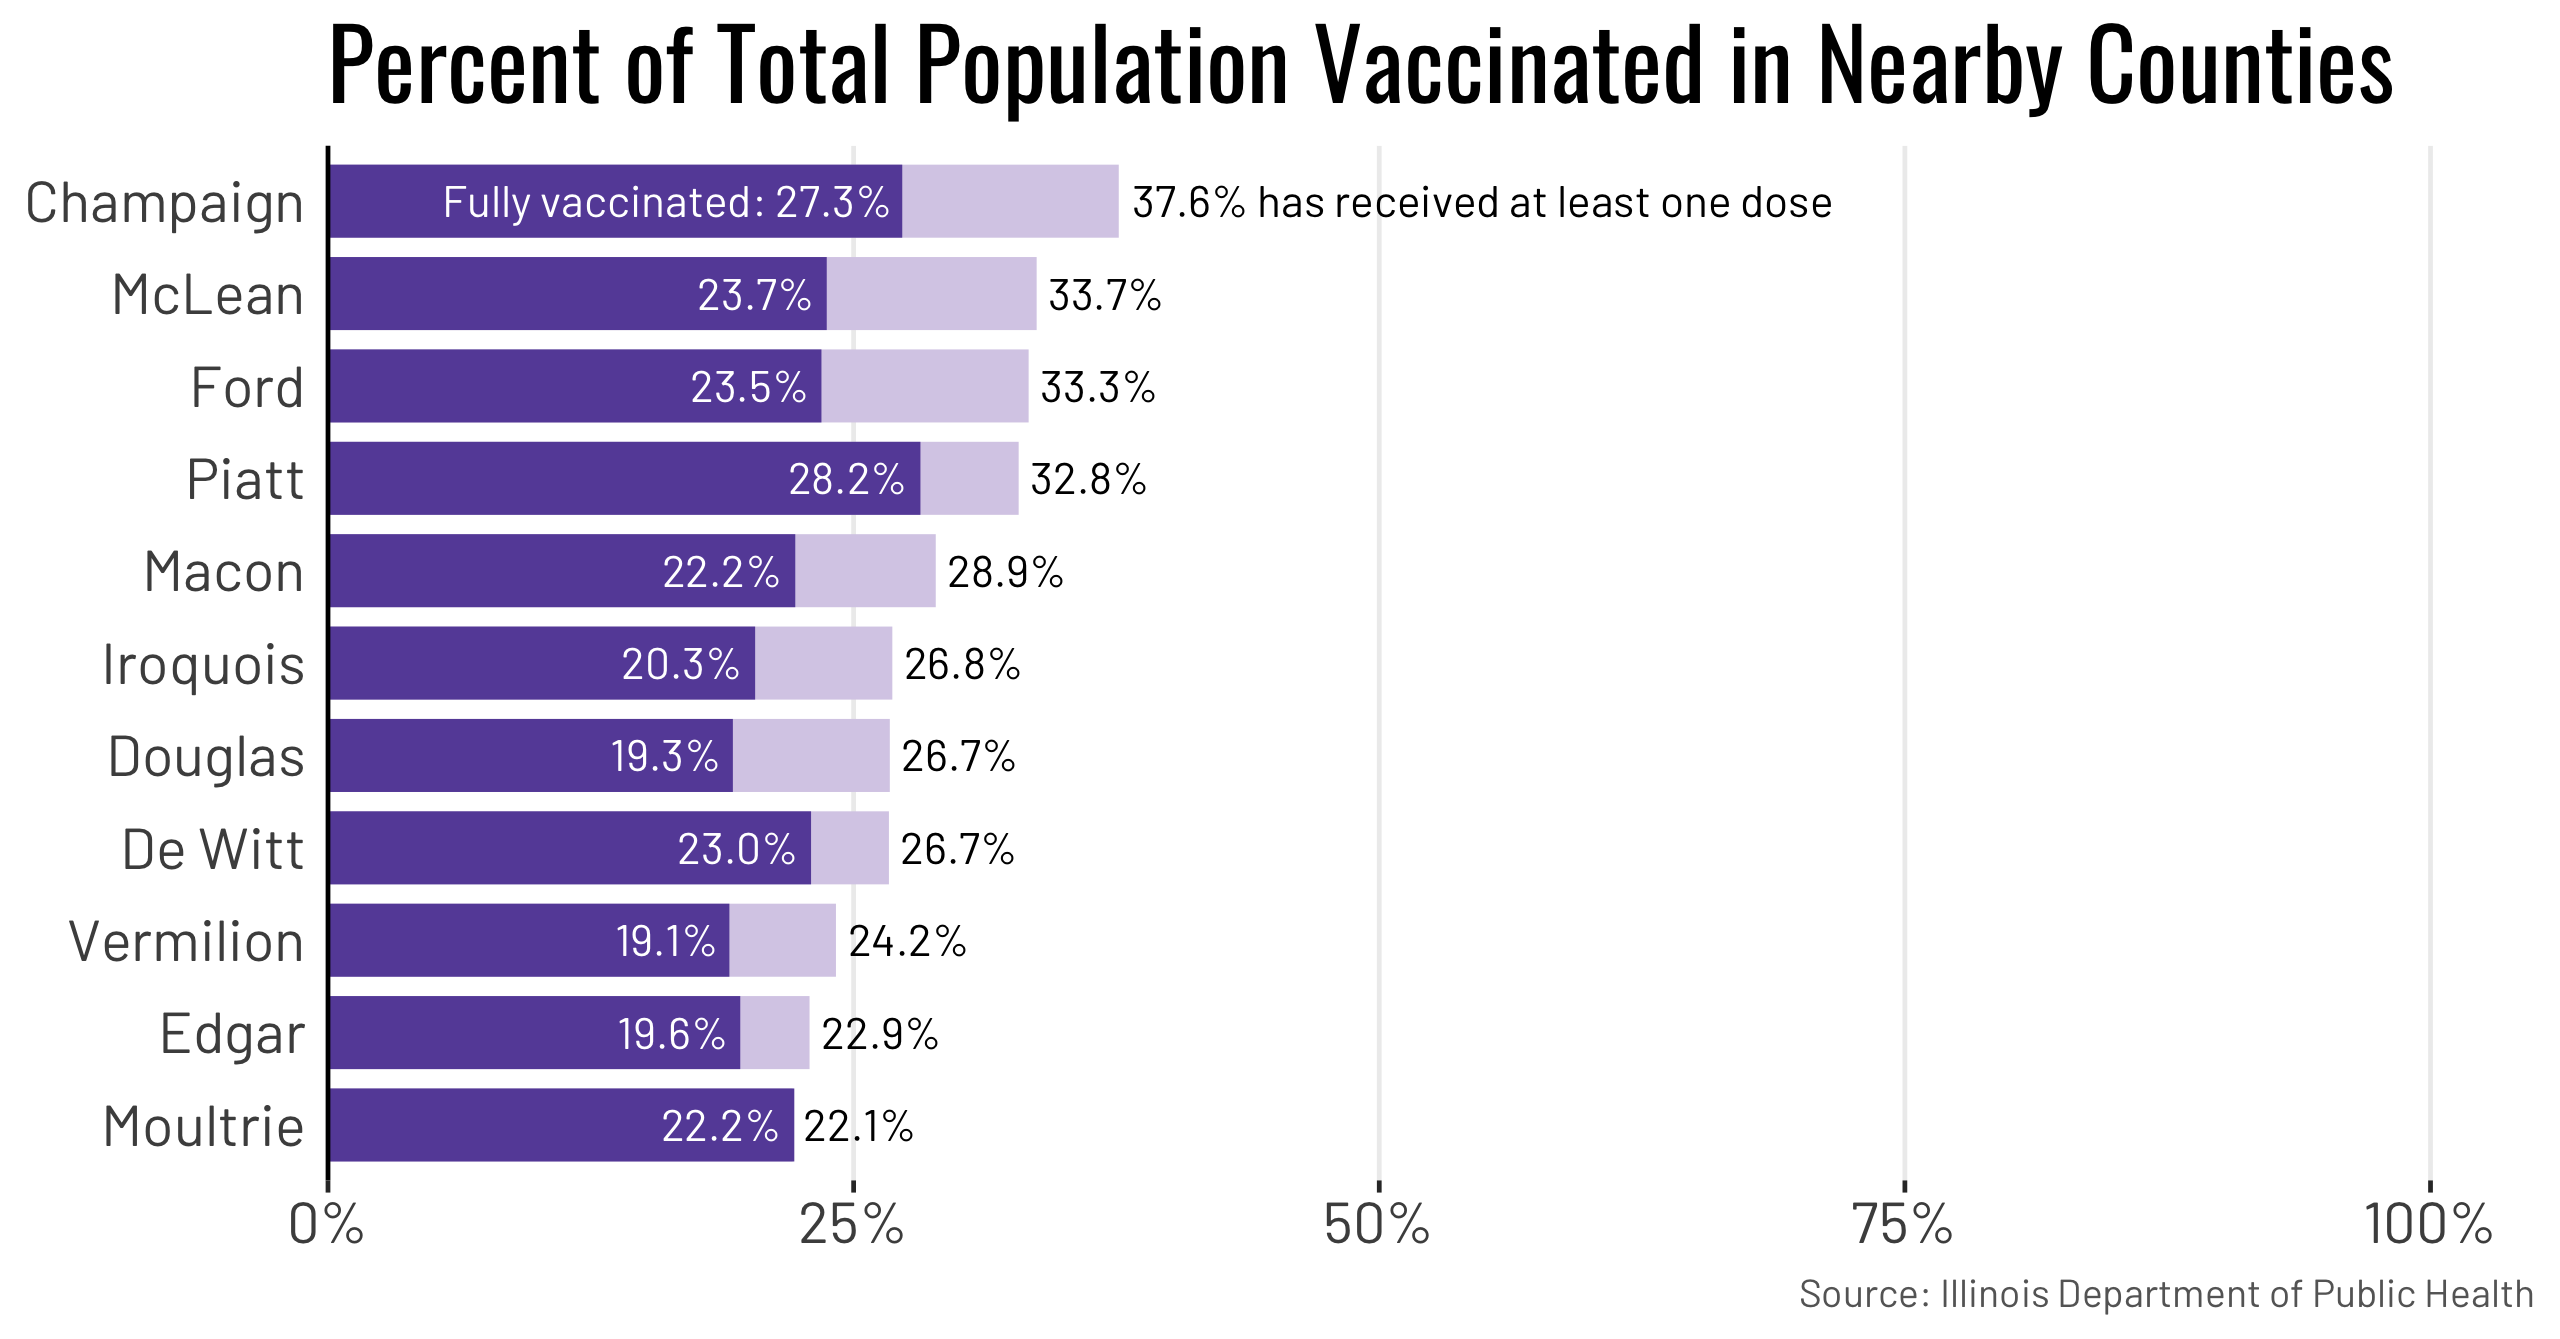 Percent of Total Population Vaccinated in Nearby Counties
Champaign Fully vaccinated: 27.3% 37.6% has received at least one dose
McLean 23.7% 33.7%
Ford 23.5% 33.3%
Piatt 28.2% 32.8%
Macon 22.2% 28.9%
Iroquois 20.3% 26.8%
Douglas 19.3% 26.7%
De Witt 23.0% 26.7%
Vermilion 19.1% 24.2%
Edgar 19.6% 22.9%
Moultrie 22.2% 22.1%
0% 25% 50% 75% 100%
Source: Illinois Department of Public Health